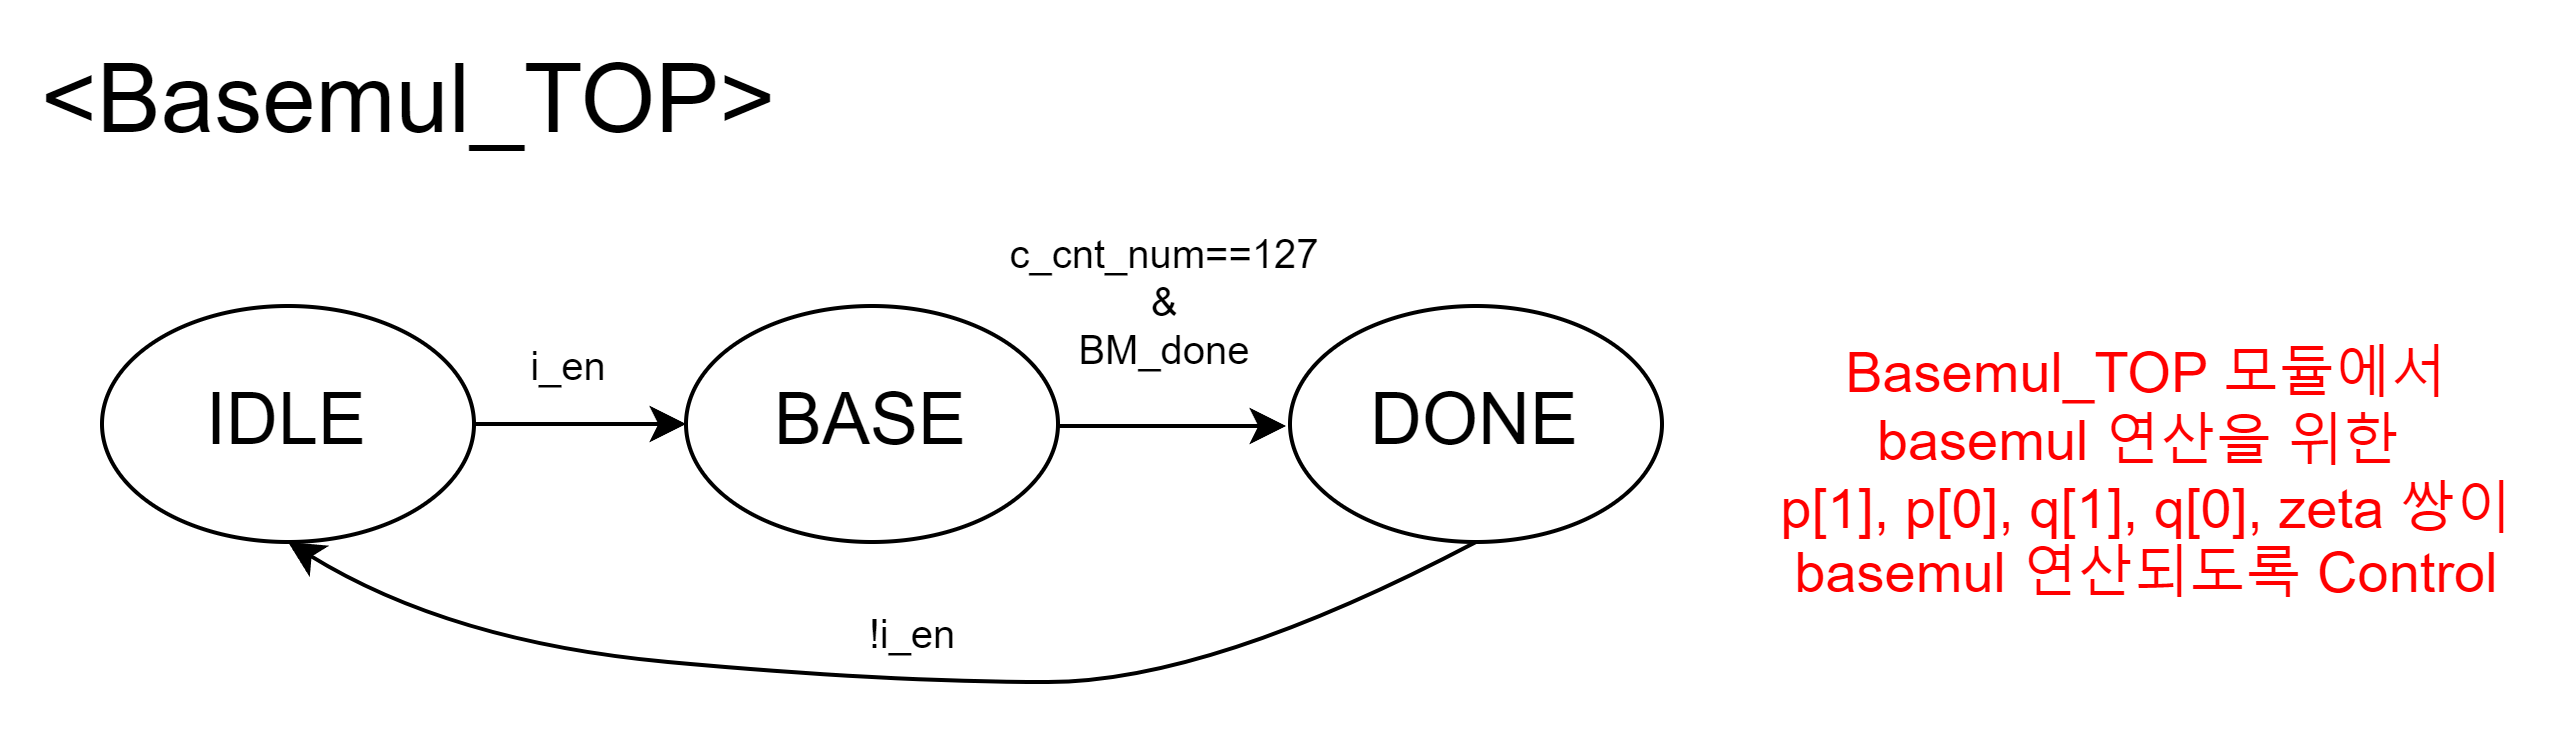 <Basemul_TOP>
c_cnt_num==127
&
BM_done
i_en
IDLE
BASE
DONE
!i_en
Basemul_TOP 모듈에서
basemul 연산을 위한
p[1], p[0], q[1], q[0], zeta 쌍이
basemul 연산되도록 Control